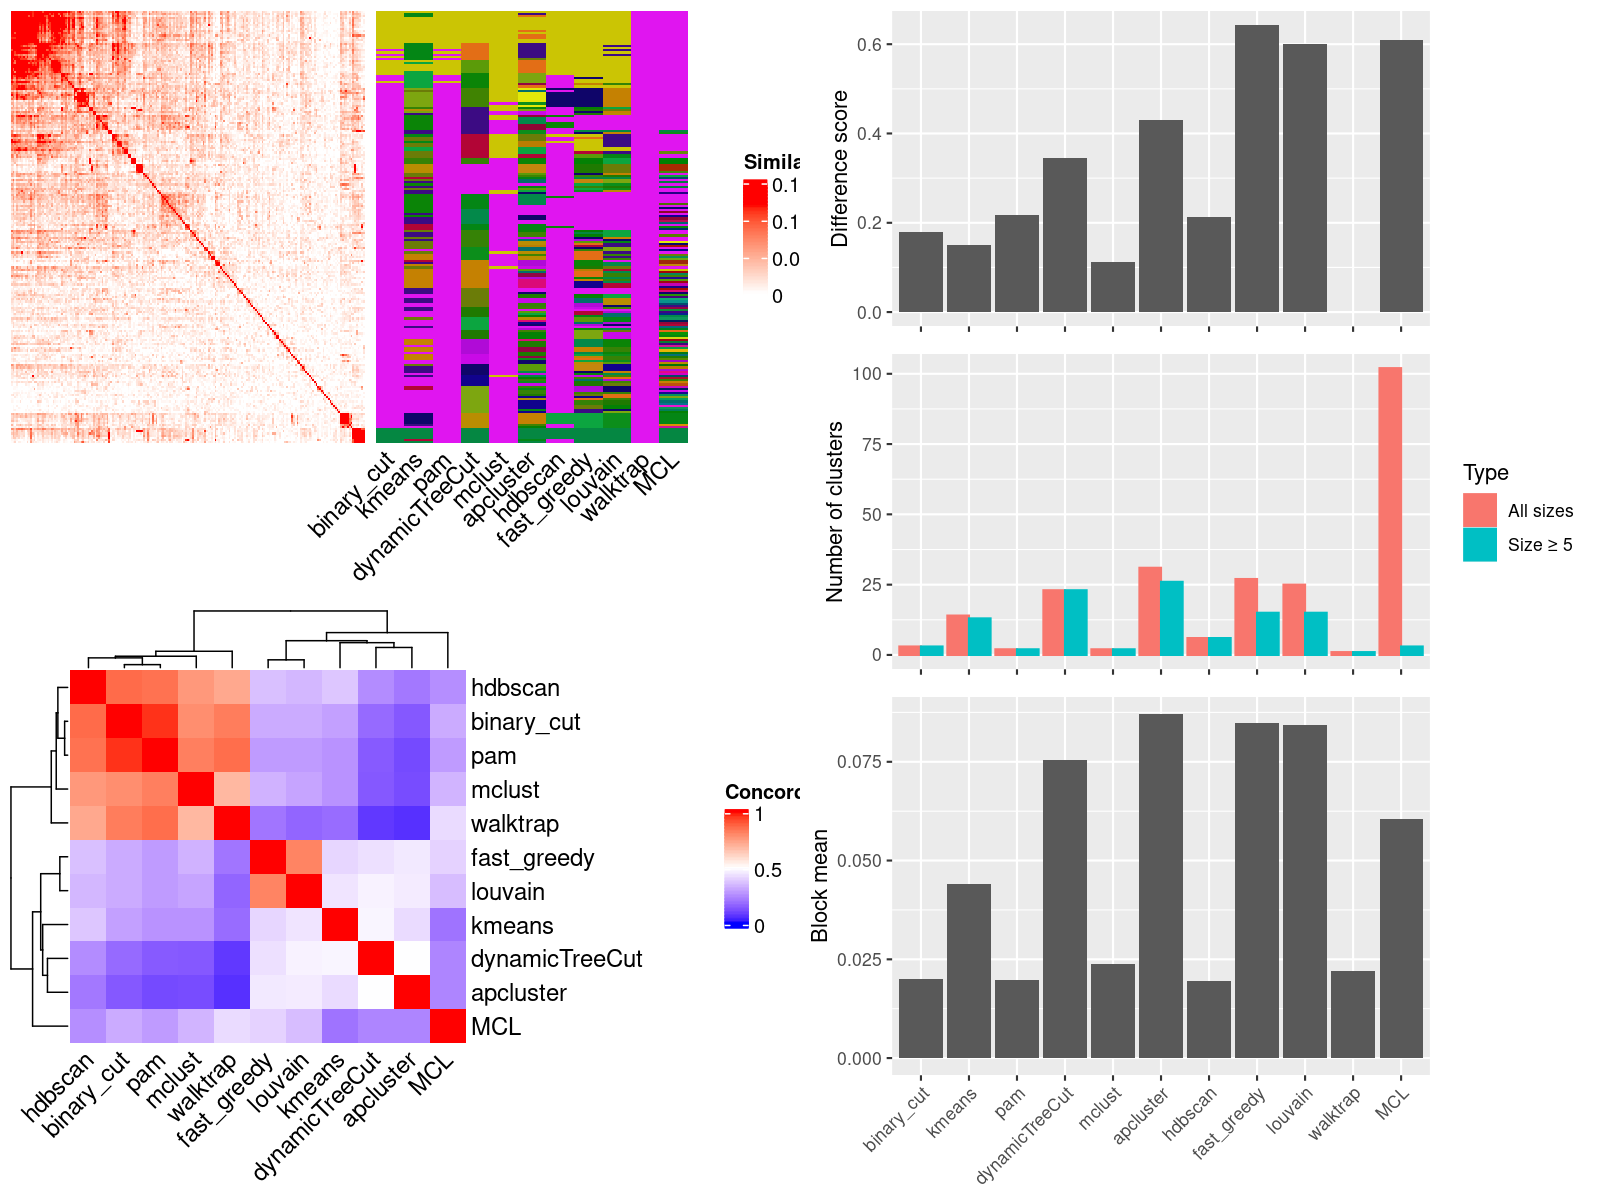 Simila
0.1
0.1
0.0
0
binary_cut
kmeans
pam
dynamicTreeCut
mclust
apcluster
hdbscan
fast_greedy
louvain
walktrap
MCL
hdbscan
binary_cut
pam
mclust
walktrap
fast_greedy
louvain
kmeans
dynamicTreeCut
apcluster
MCL
hdbscan
binary_cut
pam
mclust
walktrap
fast_greedy
louvain
kmeans
dynamicTreeCut
apcluster
MCL
Concord
1
0.5
0
Difference score
0.6
0.4
0.2
0.0
Number of clusters
100
75
50
25
0
Type
All sizes
Size ≥ 5
Block mean
0.075
0.050
0.025
0.000
binary_cut
kmeans
pam
dynamicTreeCut
mclust
apcluster
hdbscan
fast_greedy
louvain
walktrap
MCL